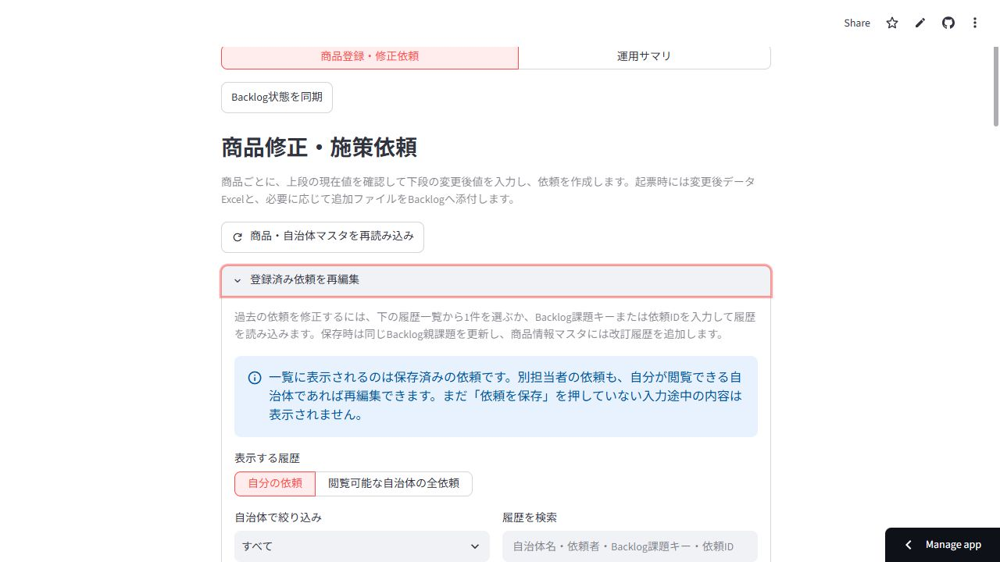 Share
商品登録・修正依頼
運用サマリ
Backlog状態を同期
商品修正・施策依頼
商品ごとに、上段の現在値を確認して下段の変更後値を入力し、依頼を作成します。起票時には変更後データ
Excelと、必要に応じて追加ファイルをBacklogへ添付します。
商品・自治体マスタを再読み込み
登録済み依頼を再編集
過去の依頼を修正するには、下の履歴一覧から1件を選ぶか、Backlog課題キーまたは依頼IDを入力して履歴
を読み込みます。保存時は同じBacklog親課題を更新し、商品情報マスタには改訂履歴を追加します。
一覧に表示されるのは保存済みの依頼です。別担当者の依頼も、自分が閲覧できる自
治体であれば再編集できます。まだ「依頼を保存」を押していない入力途中の内容は
表示されません。
表示する履歴
自分の依頼
閲覧可能な自治体の全依頼
自治体で絞り込み
履歴を検索
すべて
自治体名・依頼者・Backlog課題キー・依頼ID
Manage app